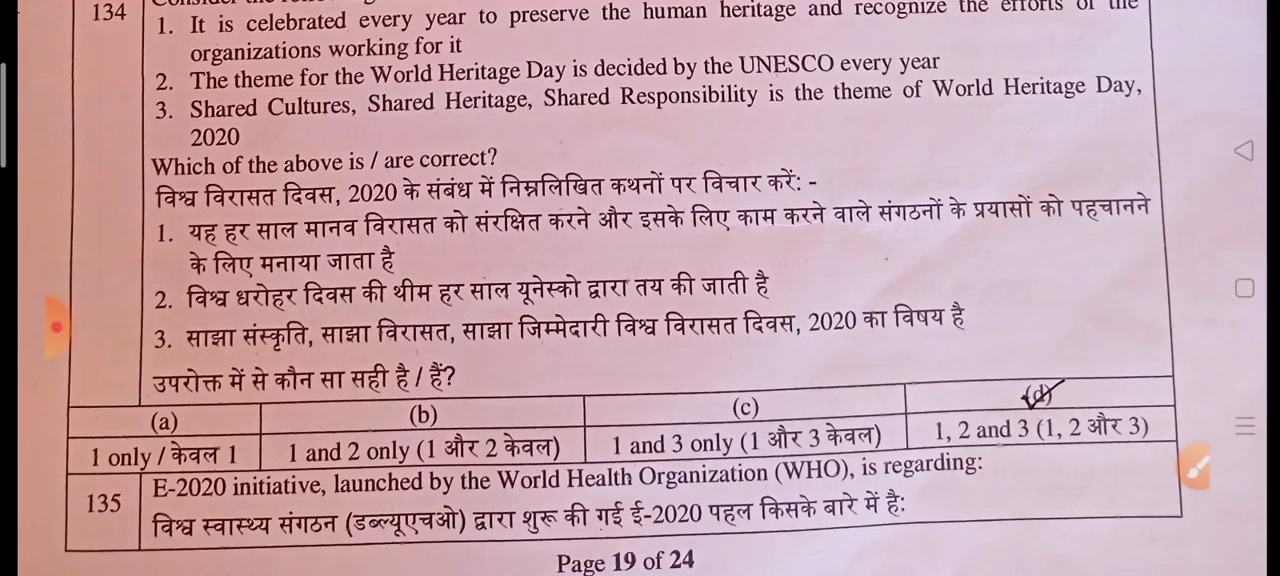 134
Consider the
1. It is celebrated every year to preserve the human heritage and recognize the efforts of the
organizations working for it
2. The theme for the World Heritage Day is decided by the UNESCO every year
3. Shared Cultures, Shared Heritage, Shared Responsibility is the theme of World Heritage Day,
2020
Which of the above is / are correct?
विश्व विरासत दिवस, 2020 के संबंध में निम्नलिखित कथनों पर विचार करें: -
1. यह हर साल मानव विरासत को संरक्षित करने और इसके लिए काम करने वाले संगठनों के प्रयासों को पहचानने
के लिए मनाया जाता है
2. विश्व धरोहर दिवस की थीम हर साल यूनेस्को द्वारा तय की जाती है
3. साझा संस्कृति, साझा विरासत, साझा जिम्मेदारी विश्व विरासत दिवस, 2020 का विषय है
उपरोक्त में से कौन सा सही है / हैं?
(a) (b) (c) (d)
1 only / केवल 1 1 and 2 only (1 और 2 केवल) 1 and 3 only (1 और 3 केवल) 1, 2 and 3 (1, 2 और 3)
135 E-2020 initiative, launched by the World Health Organization (WHO), is regarding:
विश्व स्वास्थ्य संगठन (डब्ल्यूएचओ) द्वारा शुरू की गई ई-2020 पहल किसके बारे में है:
Page 19 of 24